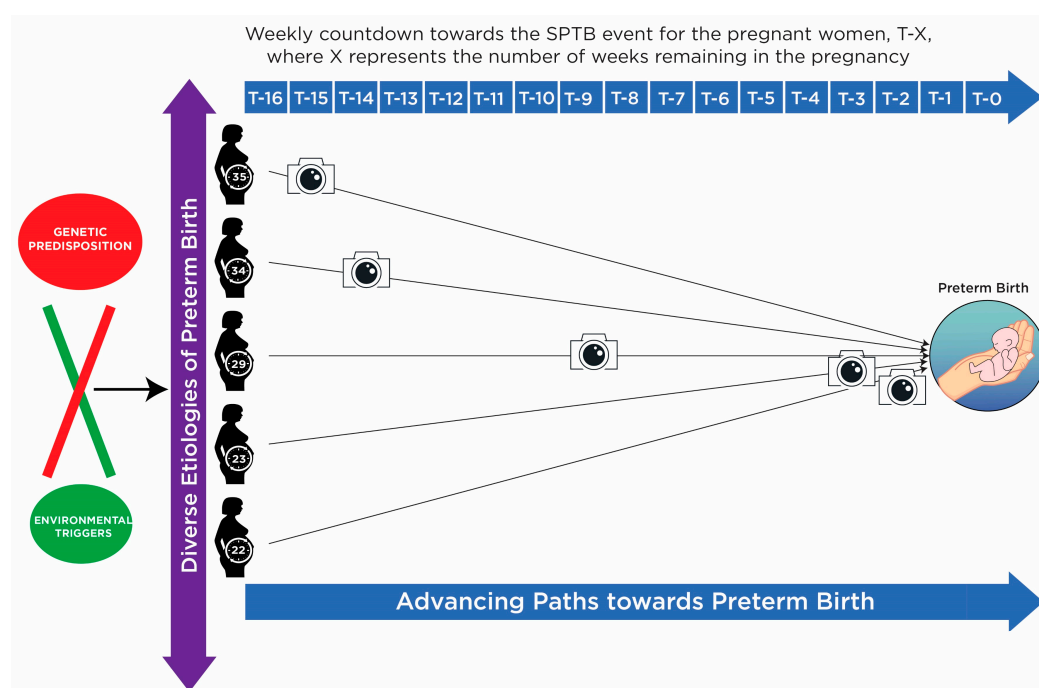 Weekly countdown towards the SPTB event for the pregnant women, T-X,
where X represents the number of weeks remaining in the pregnancy
T-16 T-15 T-14 T-13 T-12 T-11 T-10 T-9 T-8 T-7 T-6 T-5 T-4 T-3 T-2 T-1 T-0
Diverse Etiologies of Preterm Birth
GENETIC
PREDISPOSITION
ENVIRONMENTAL
TRIGGERS
35
34
29
23
22
Preterm Birth
Advancing Paths towards Preterm Birth